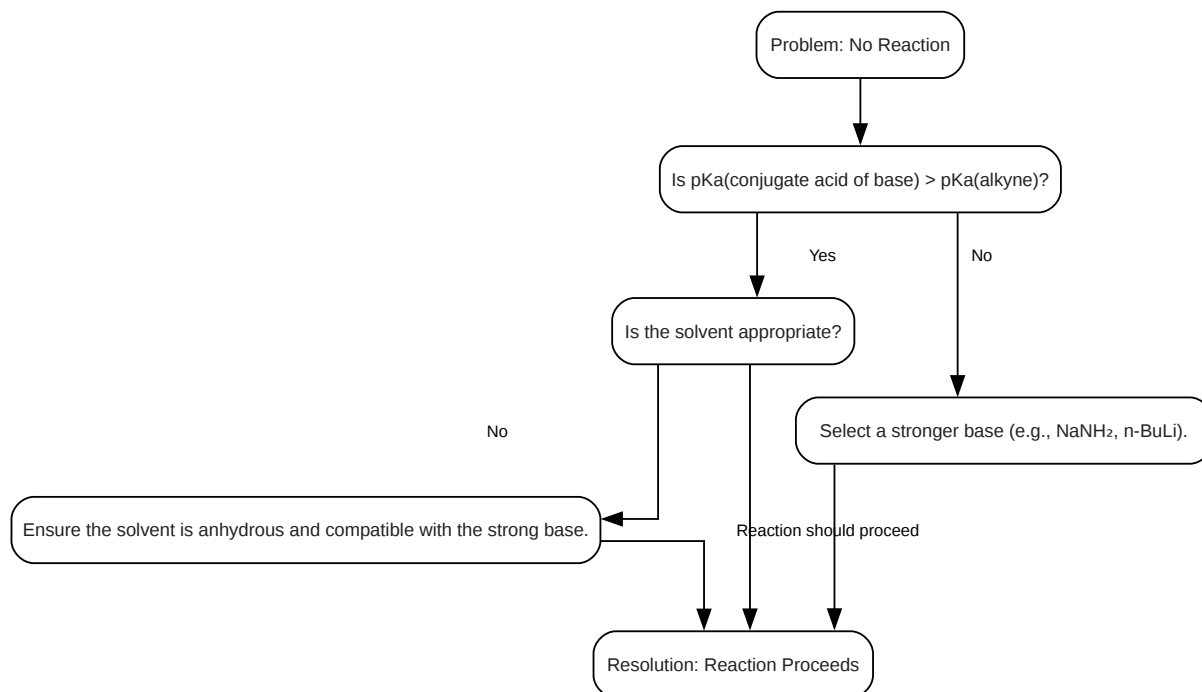 Problem: No Reaction
Is pKa(conjugate acid of base) > pKa(alkyne)?
Yes
No
Is the solvent appropriate?
Select a stronger base (e.g., NaNH₂, n-BuLi).
No
Ensure the solvent is anhydrous and compatible with the strong base.
Reaction should proceed
Resolution: Reaction Proceeds